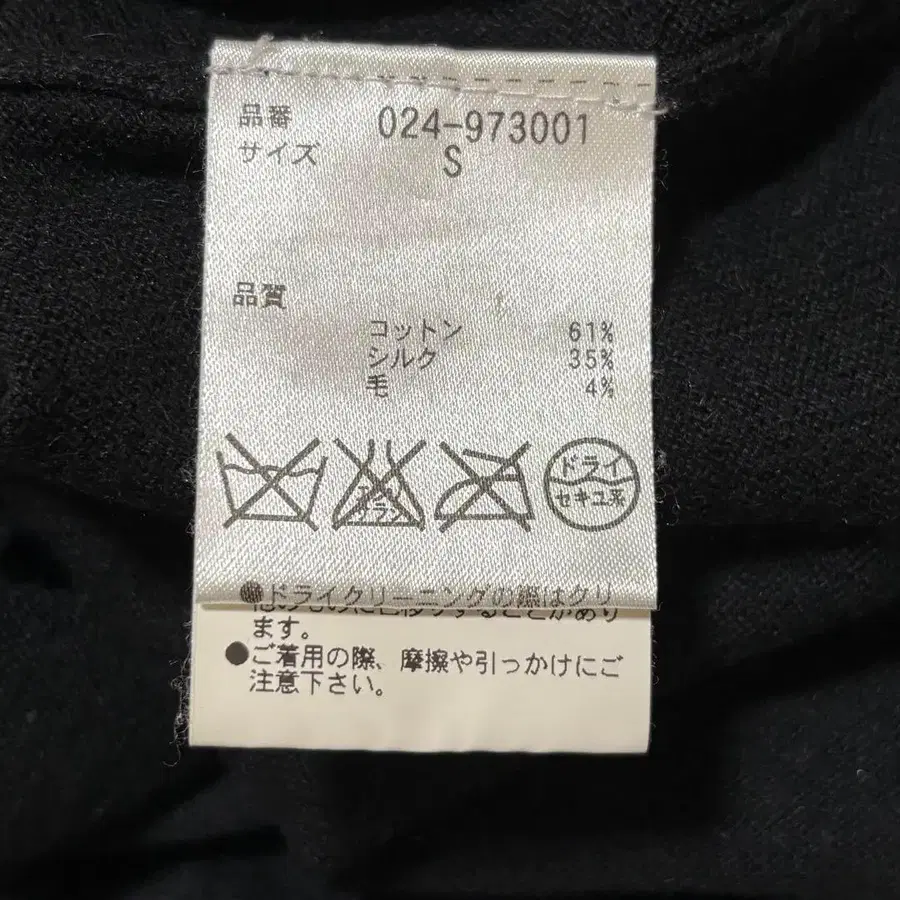 品番 024-973001
サイズ S
品質
コットン 61%
シルク 35%
毛 4%
ドライ
セキユ系
●ドライクリーニングの際はクリ
ます。
●ご着用の際、摩擦や引っかけにご
注意下さい。